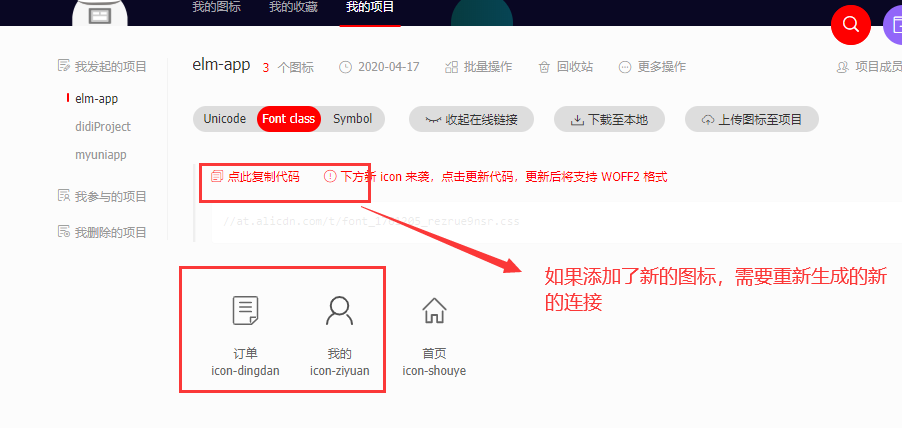 我的图标 我的收藏 我的项目
我发起的项目
elm-app
didiProject
myuniapp
我参与的项目
我删除的项目
elm-app 3 个图标 2020-04-17 批量操作 回收站 更多操作 项目成员
Unicode Font class Symbol 收起在线链接 下载至本地 上传图标至项目
点此复制代码 下方新 icon 来袭，点击更新代码，更新后将支持 WOFF2 格式
如果添加了新的图标，需要重新生成的新
的连接
订单 我的 首页
icon-dingdan icon-ziyuan icon-shouye